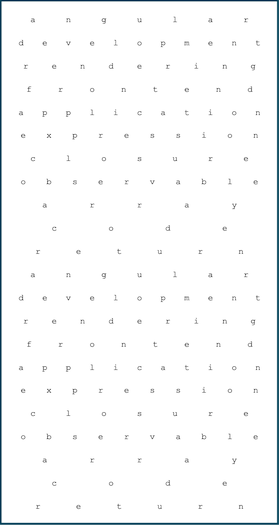 a n g u l a r
d e v e l o p m e n t
r e n d e r i n g
f r o n t e n d
a p p l i c a t i o n
e x p r e s s i o n
c l o s u r e
o b s e r v a b l e
a r r a y
c o d e
r e t u r n
a n g u l a r
d e v e l o p m e n t
r e n d e r i n g
f r o n t e n d
a p p l i c a t i o n
e x p r e s s i o n
c l o s u r e
o b s e r v a b l e
a r r a y
c o d e
r e t u r n